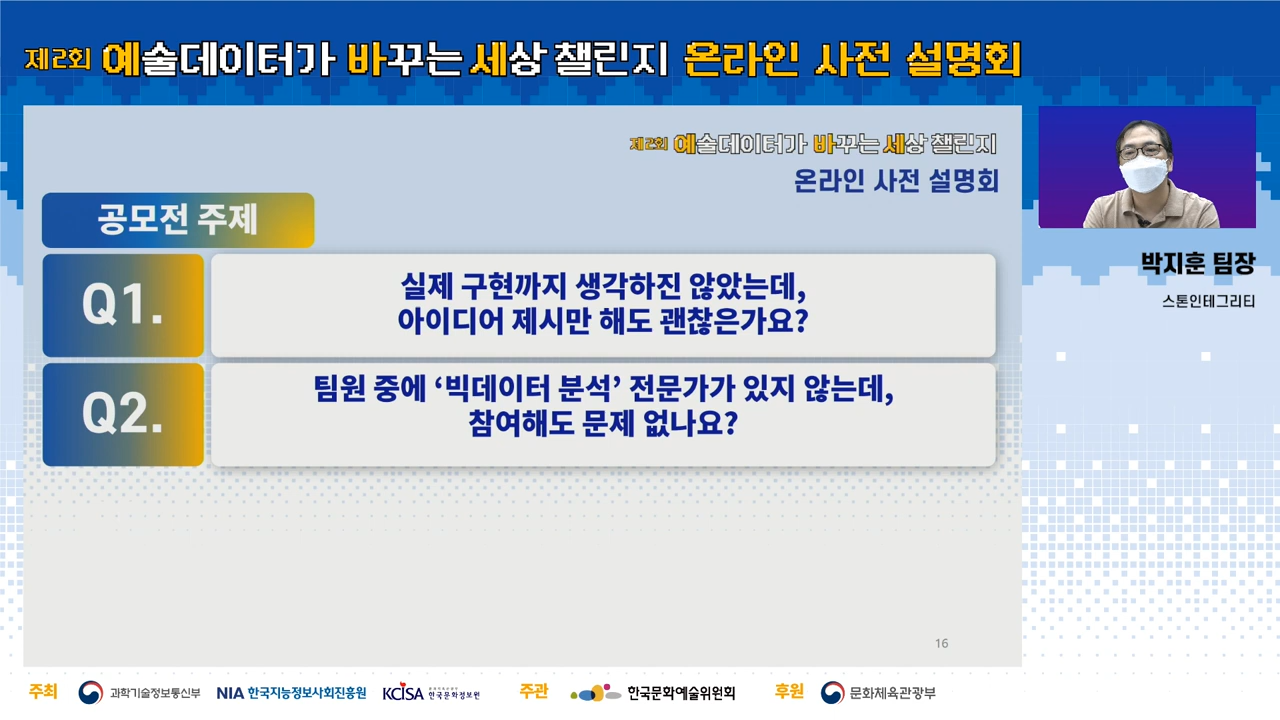 제2회 예술데이터가 바꾸는 세상 챌린지 온라인 사전 설명회
제2회 예술데이터가 바꾸는 세상 챌린지
온라인 사전 설명회
공모전 주제
Q1.
실제 구현까지 생각하진 않았는데,
아이디어 제시만 해도 괜찮은가요?
Q2.
팀원 중에 ‘빅데이터 분석’ 전문가가 있지 않는데,
참여해도 문제 없나요?
16
박지훈 팀장
스톤인테그리티
주최 과학기술정보통신부 NIA 한국지능정보사회진흥원 KCISA 한국문화정보원 주관 한국문화예술위원회 후원 문화체육관광부